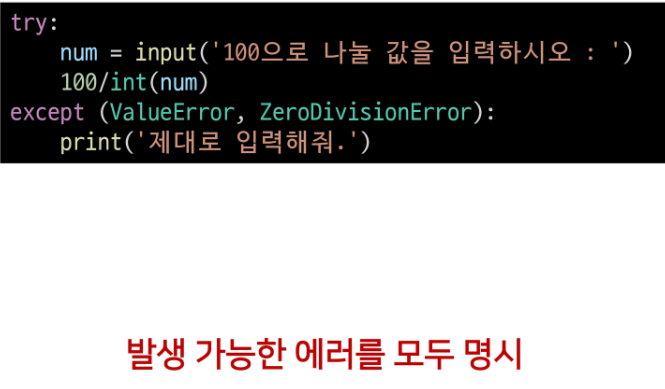 try:
    num = input('100으로 나눌 값을 입력하시오 : ')
    100/int(num)
except (ValueError, ZeroDivisionError):
    print('제대로 입력해줘.')
발생 가능한 에러를 모두 명시